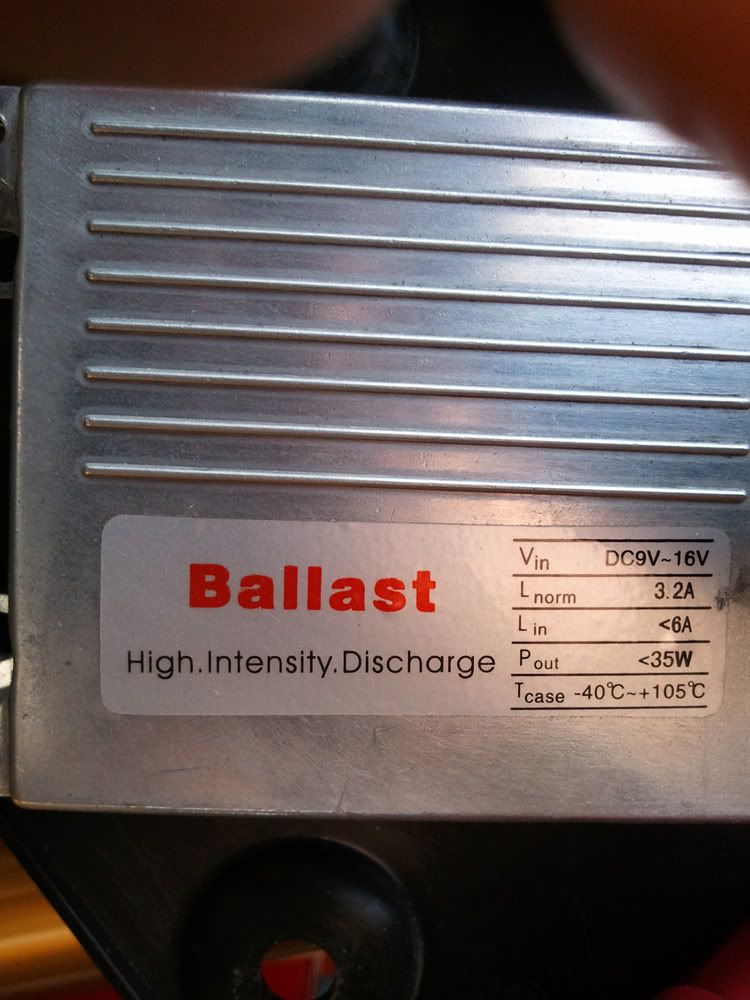 Ballast
High.Intensity.Discharge
Vin DC9V~16V
Lnorm 3.2A
Lin <6A
Pout <35W
Tcase -40℃~+105℃